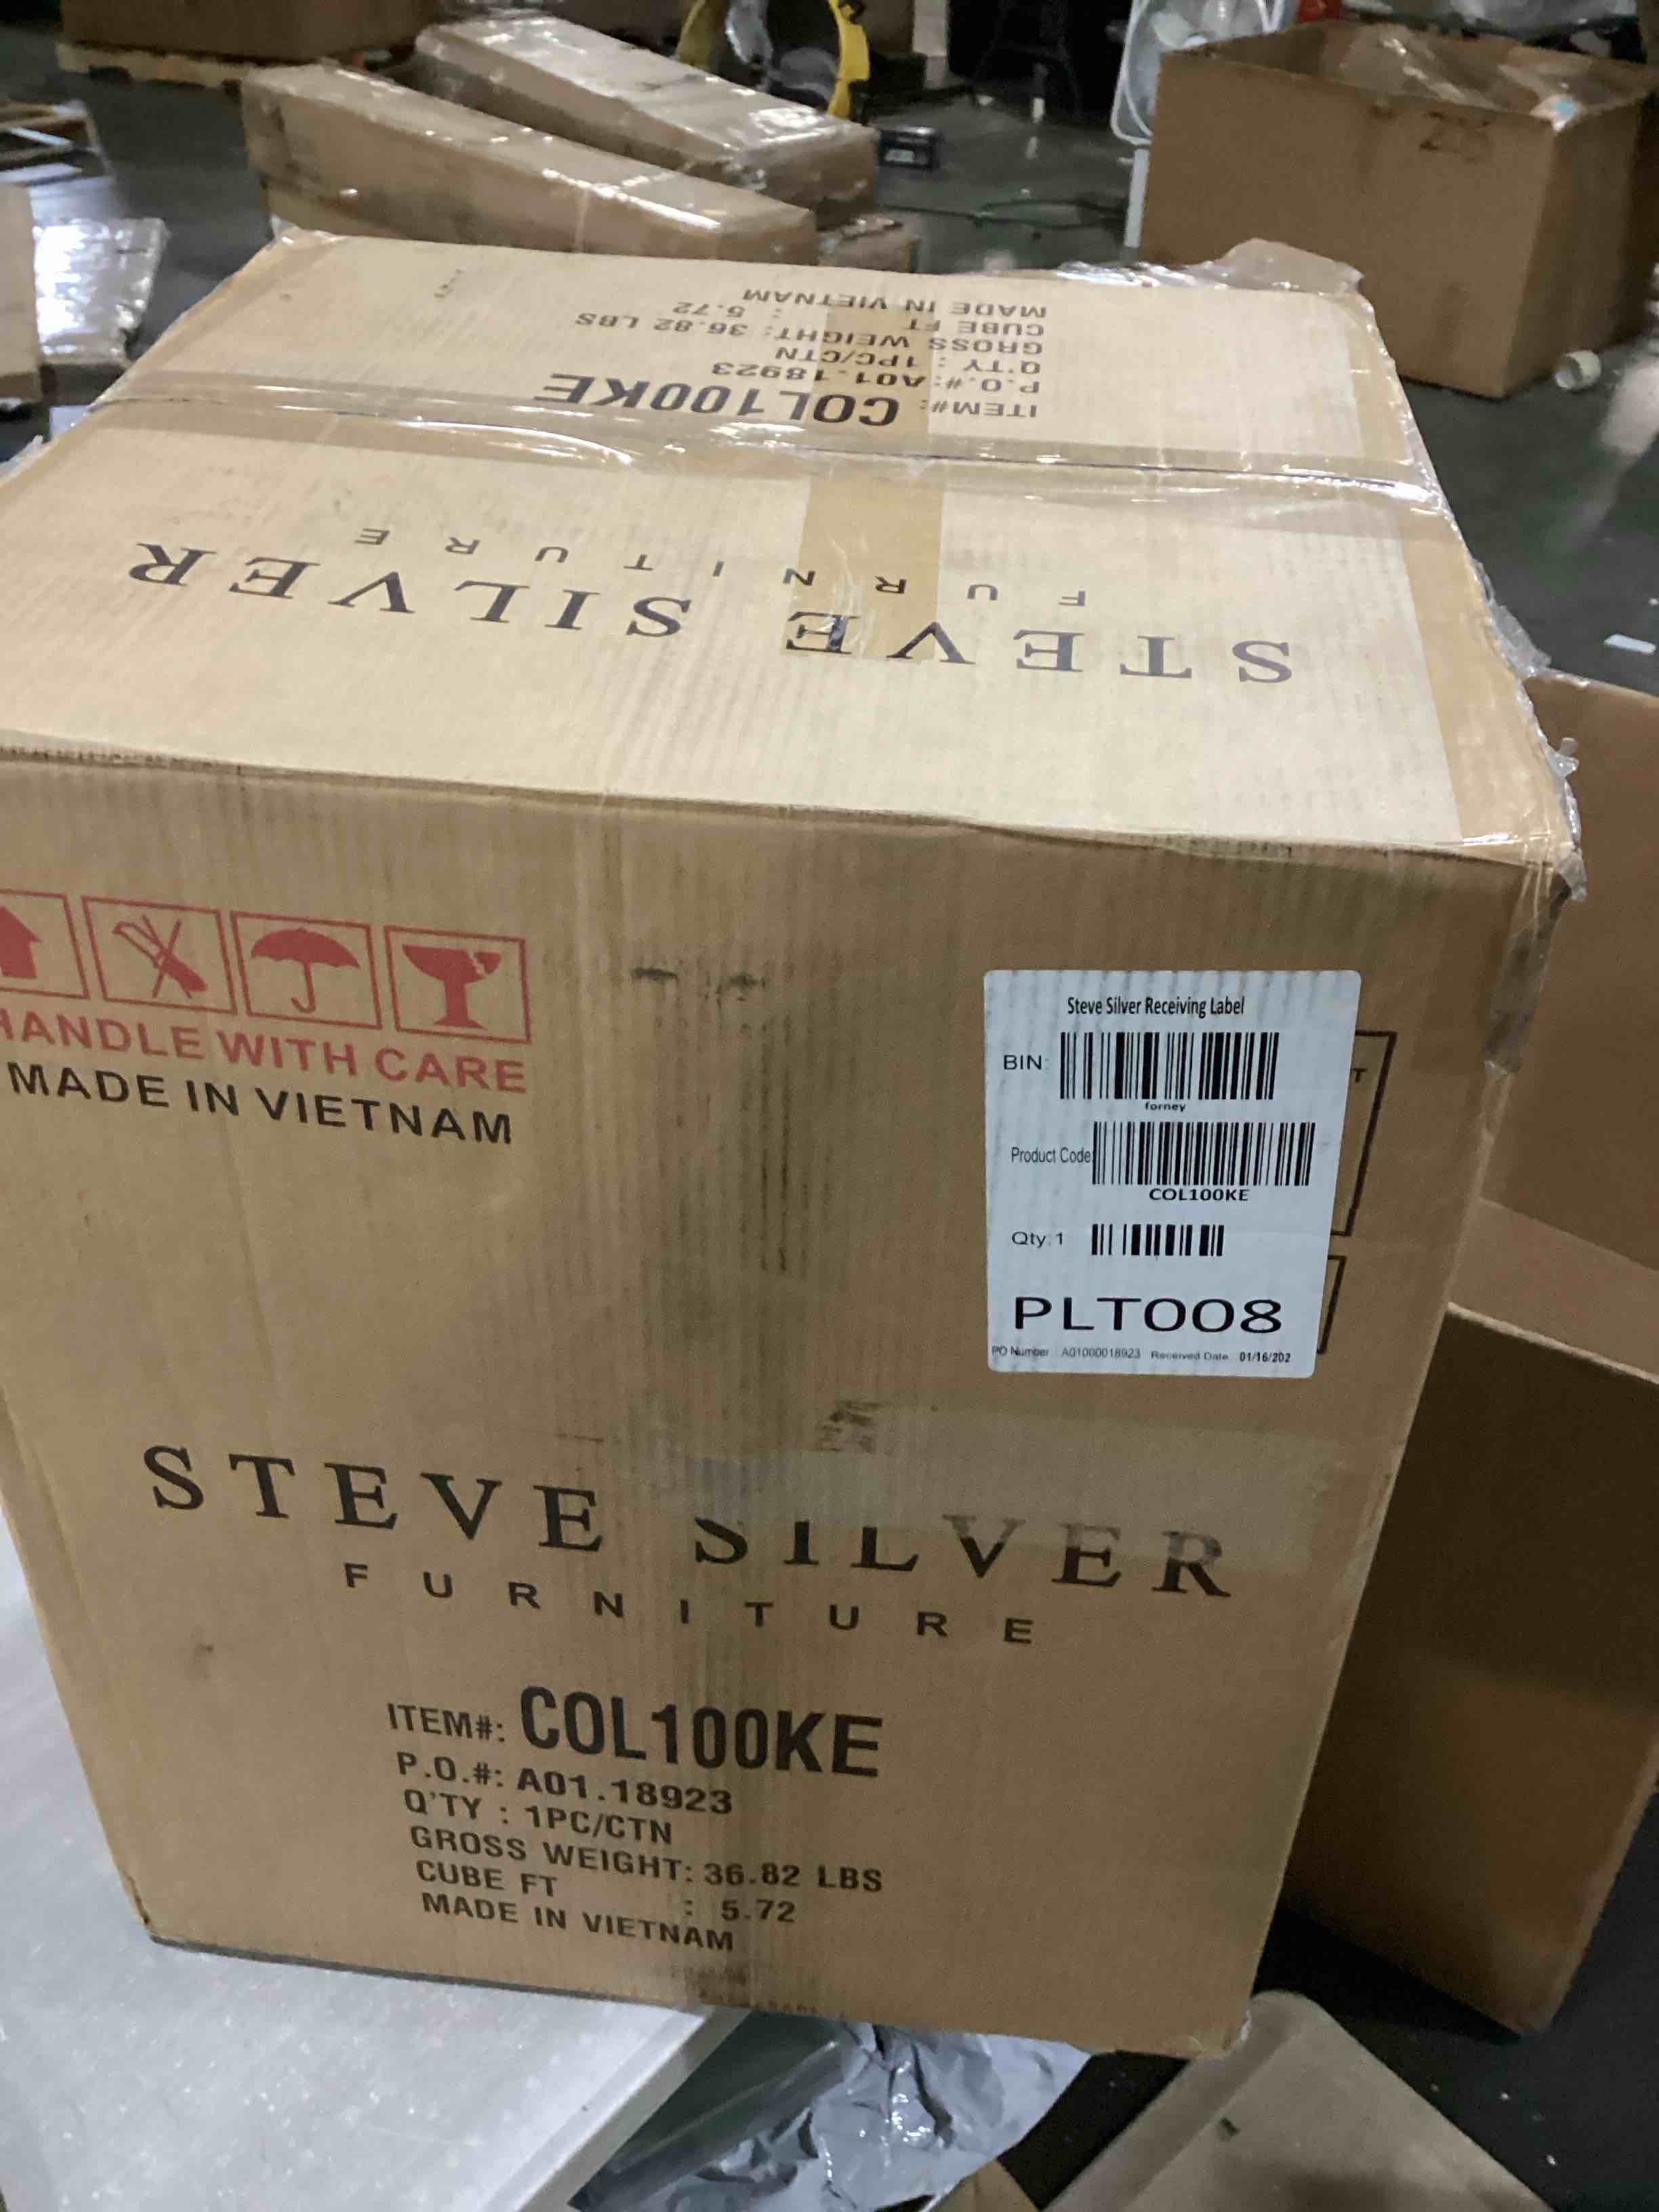 MADE IN VIETNAM
CUBE FT : 5.72
GROSS WEIGHT: 36.82 LBS
Q'TY : 1PC/CTN
P.O.#: A01.18923
ITEM#: COL100KE
FURNITURE
STEVE SILVER
HANDLE WITH CARE
MADE IN VIETNAM
Steve Silver Receiving Label
BIN:
forney
Product Code:
COL100KE
Qty:1
PLT008
PO Number A01000018923 Received Date 01/16/202
T
STEVE SILVER
FURNITURE
ITEM#: COL100KE
P.O.#: A01.18923
Q'TY : 1PC/CTN
GROSS WEIGHT: 36.82 LBS
CUBE FT : 5.72
MADE IN VIETNAM